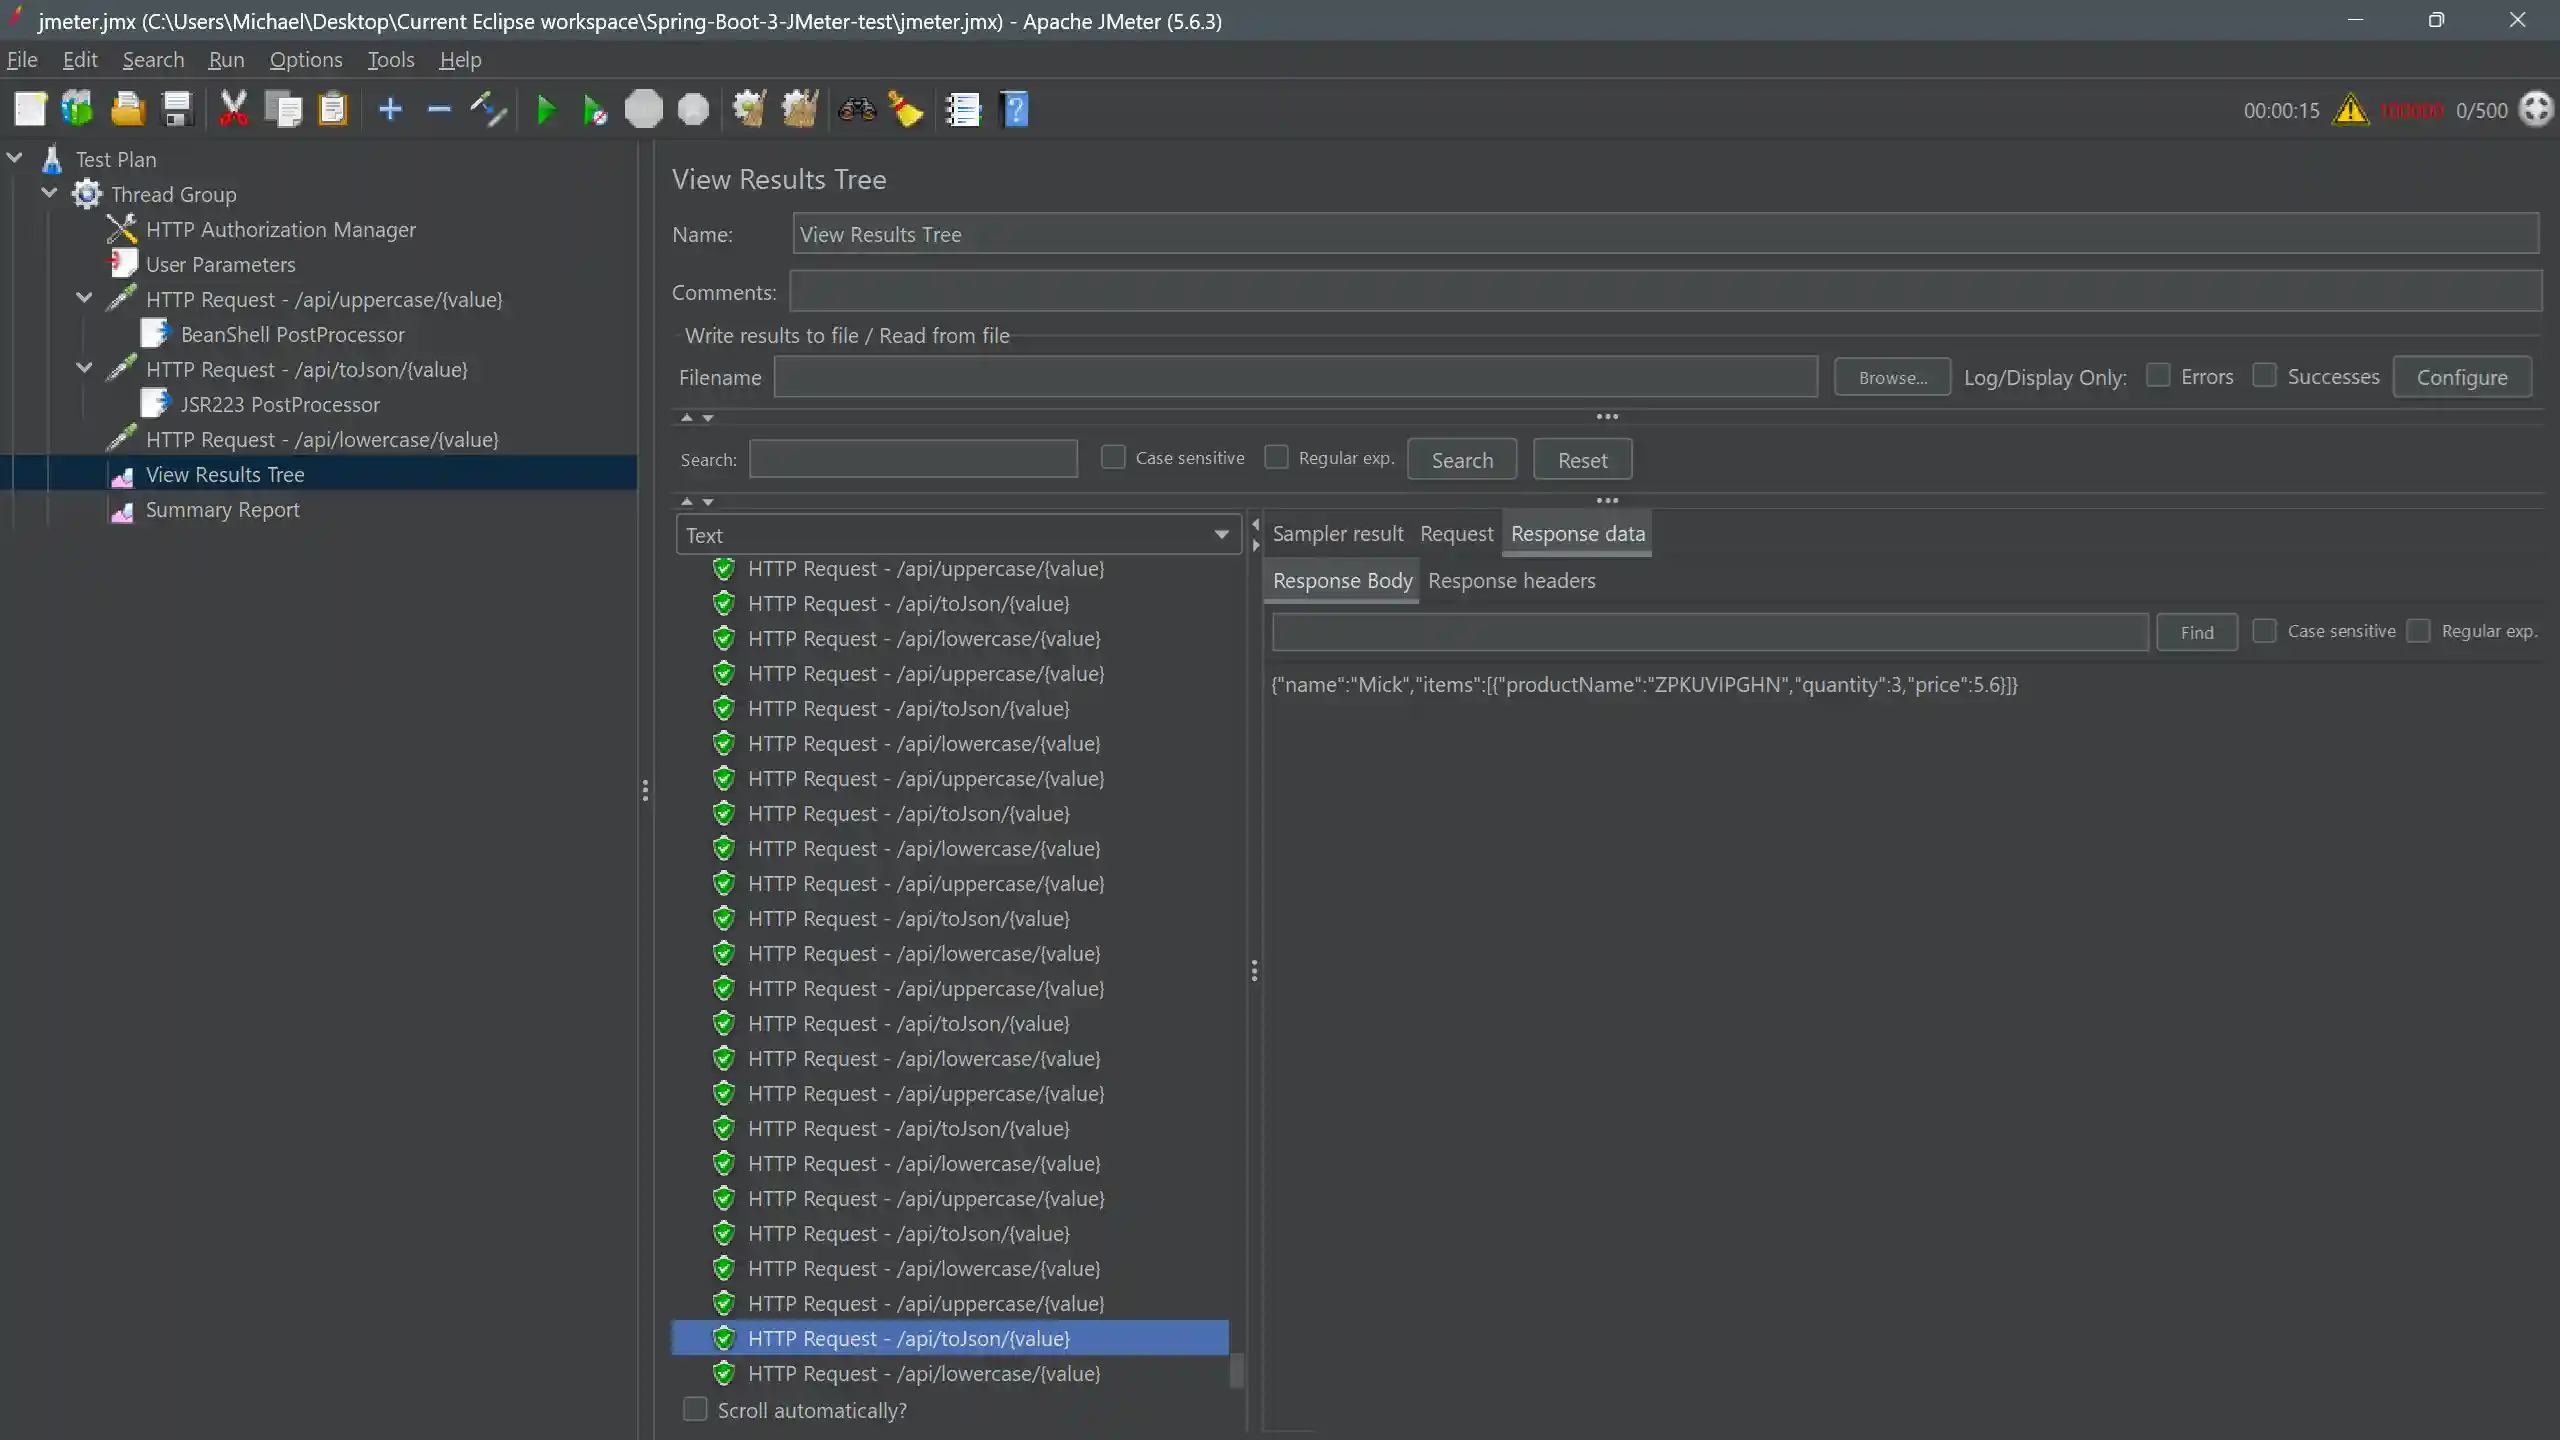 jmeter.jmx (C:\Users\Michael\Desktop\Current Eclipse workspace\Spring-Boot-3-JMeter-test\jmeter.jmx) - Apache JMeter (5.6.3)
File Edit Search Run Options Tools Help
00:00:15 100000 0/500
Test Plan
Thread Group
HTTP Authorization Manager
User Parameters
HTTP Request - /api/uppercase/{value}
BeanShell PostProcessor
HTTP Request - /api/toJson/{value}
JSR223 PostProcessor
HTTP Request - /api/lowercase/{value}
View Results Tree
Summary Report
View Results Tree
Name: View Results Tree
Comments:
Write results to file / Read from file
Filename Browse... Log/Display Only: Errors Successes Configure
Search: Case sensitive Regular exp. Search Reset
Text
HTTP Request - /api/uppercase/{value}
HTTP Request - /api/toJson/{value}
HTTP Request - /api/lowercase/{value}
HTTP Request - /api/uppercase/{value}
HTTP Request - /api/toJson/{value}
HTTP Request - /api/lowercase/{value}
HTTP Request - /api/uppercase/{value}
HTTP Request - /api/toJson/{value}
HTTP Request - /api/lowercase/{value}
HTTP Request - /api/uppercase/{value}
HTTP Request - /api/toJson/{value}
HTTP Request - /api/lowercase/{value}
HTTP Request - /api/uppercase/{value}
HTTP Request - /api/toJson/{value}
HTTP Request - /api/lowercase/{value}
HTTP Request - /api/uppercase/{value}
HTTP Request - /api/toJson/{value}
HTTP Request - /api/lowercase/{value}
HTTP Request - /api/uppercase/{value}
HTTP Request - /api/toJson/{value}
HTTP Request - /api/lowercase/{value}
HTTP Request - /api/uppercase/{value}
HTTP Request - /api/toJson/{value}
HTTP Request - /api/lowercase/{value}
Scroll automatically?
Sampler result Request Response data
Response Body Response headers
Find Case sensitive Regular exp.
{"name":"Mick","items":[{"productName":"ZPKUVIPGHN","quantity":3,"price":5.6}]}